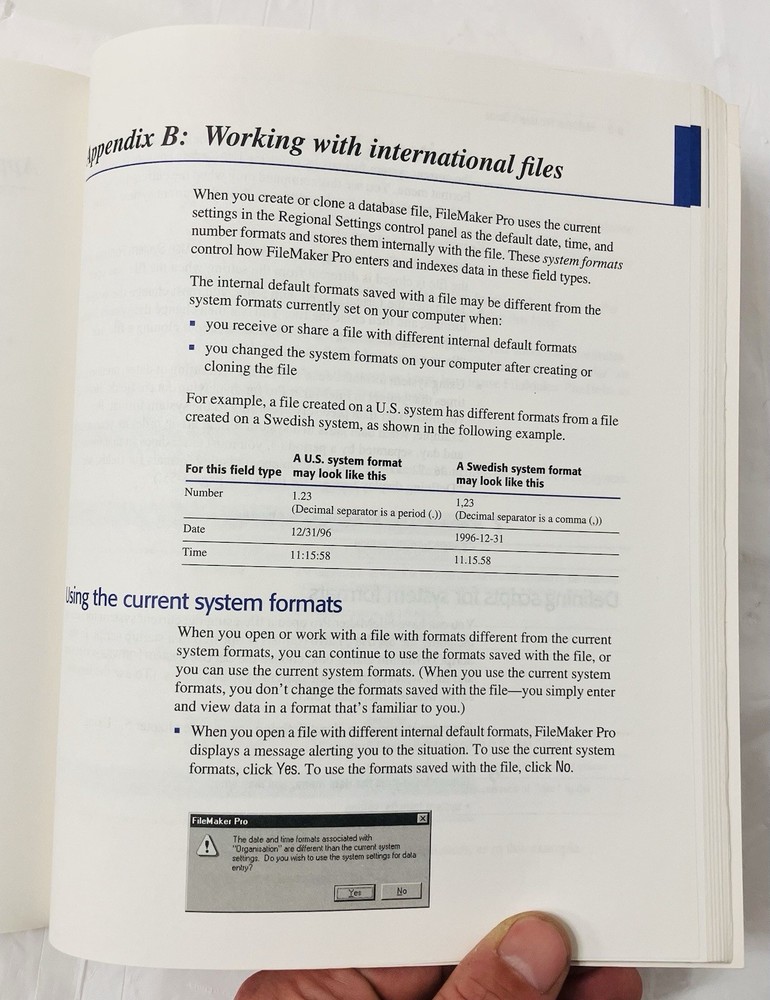 Appendix B: Working with international files
When you create or clone a database file, FileMaker Pro uses the current
settings in the Regional Settings control panel as the default date, time, and
number formats and stores them internally with the file. These system formats
control how FileMaker Pro enters and indexes data in these field types.
The internal default formats saved with a file may be different from the
system formats currently set on your computer when:
▪ you receive or share a file with different internal default formats
▪ you changed the system formats on your computer after creating or
cloning the file
For example, a file created on a U.S. system has different formats from a file
created on a Swedish system, as shown in the following example.
For this field type A U.S. system format may look like this A Swedish system format may look like this
Number 1.23 1,23
(Decimal separator is a period (.)) (Decimal separator is a comma (,))
Date 12/31/96 1996-12-31
Time 11:15:58 11.15.58
Using the current system formats
When you open or work with a file with formats different from the current
system formats, you can continue to use the formats saved with the file, or
you can use the current system formats. (When you use the current system
formats, you don't change the formats saved with the file—you simply enter
and view data in a format that's familiar to you.)
▪ When you open a file with different internal default formats, FileMaker Pro
displays a message alerting you to the situation. To use the current system
formats, click Yes. To use the formats saved with the file, click No.
FileMaker Pro
The date and time formats associated with
"Organisation" are different than the current system
settings. Do you wish to use the system settings for data
entry?
Yes No